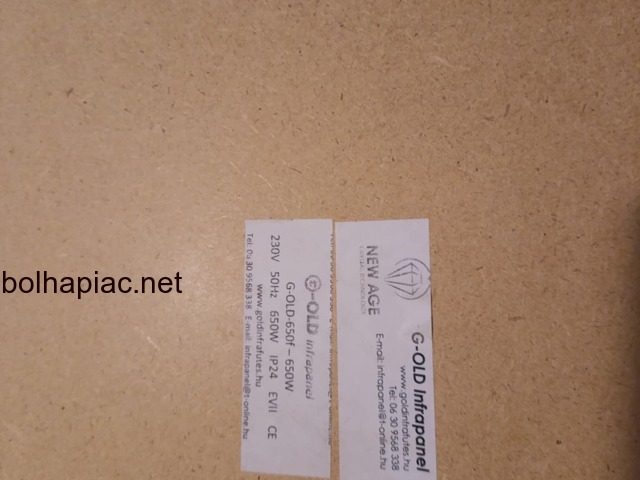 bolhapiac.net
G-OLD Infrapanel
www.goldinfrafutes.hu
Tel: 06 30 9568 338
E-mail: infrapanel@t-online.hu
NEW AGE
G-OLD Infrapanel
G-OLD-650f – 650W
230V 50Hz 650W IP24 EVII CE
www.goldinfrafutes.hu
Tel: 06 30 9568 338 E-mail: infrapanel@t-online.hu